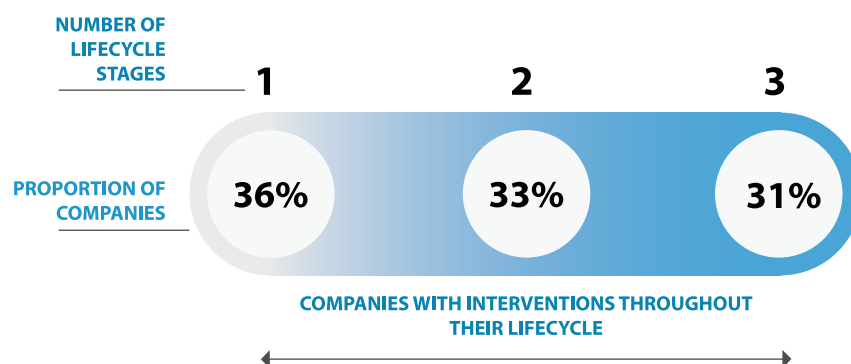 NUMBER OF
LIFECYCLE
STAGES
1 2 3
PROPORTION OF
COMPANIES
36% 33% 31%
COMPANIES WITH INTERVENTIONS THROUGHOUT
THEIR LIFECYCLE